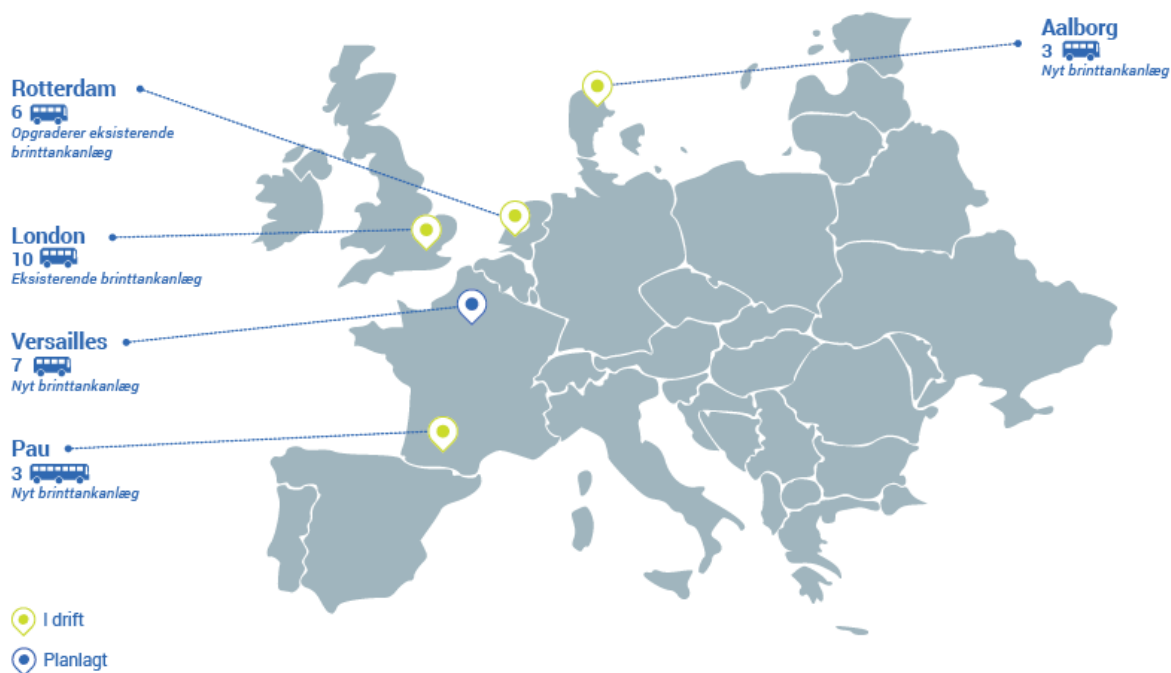 Aalborg
3
Nyt brinttankanlæg
Rotterdam
6
Opgraderer eksisterende
brinttankanlæg
London
10
Eksisterende brinttankanlæg
Versailles
7
Nyt brinttankanlæg
Pau
3
Nyt brinttankanlæg
I drift
Planlagt